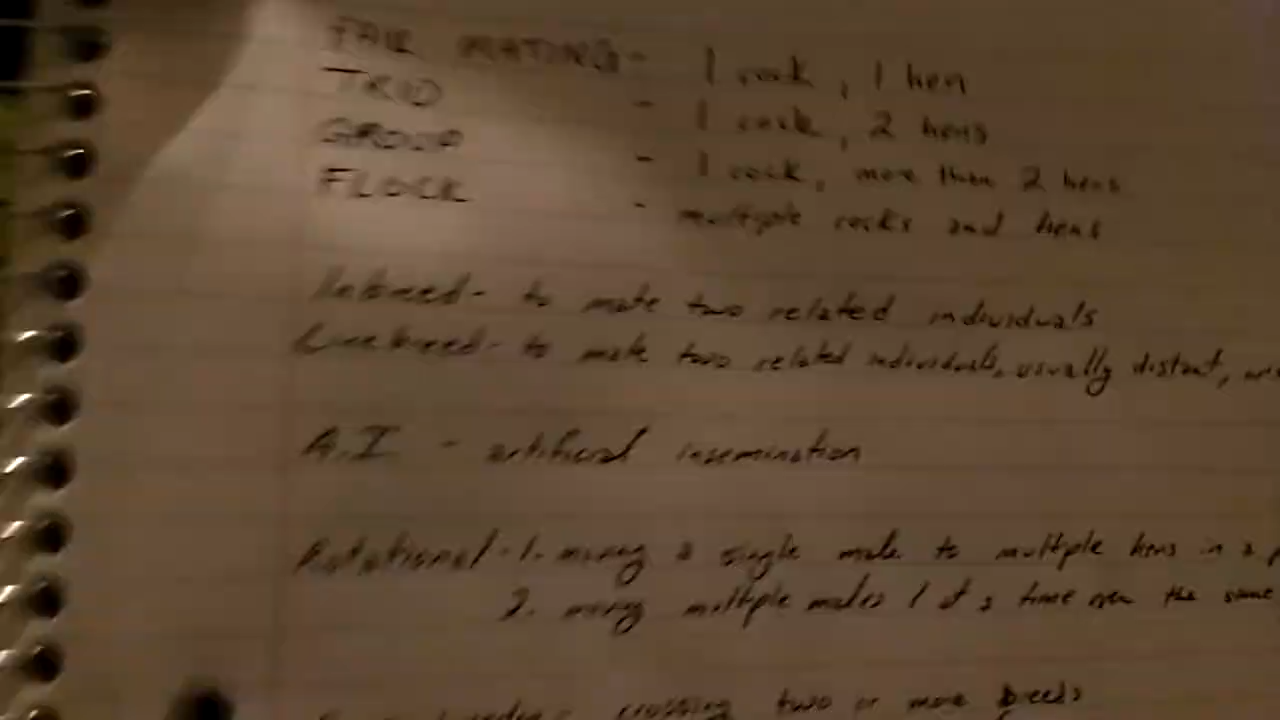 PAIR MATING - 1 cock, 1 hen
TRIO - 1 cock, 2 hens
GROUP - 1 cock, more than 2 hens
FLOCK - multiple cocks and hens
Inbreed - to mate two related individuals
Linebreed - to mate two related individuals, usually distant,
A.I - artificial insemination
Rotational - 1. moving a single male to multiple hens in a
2. moving multiple males 1 at a time over the same
crossing two or more breeds